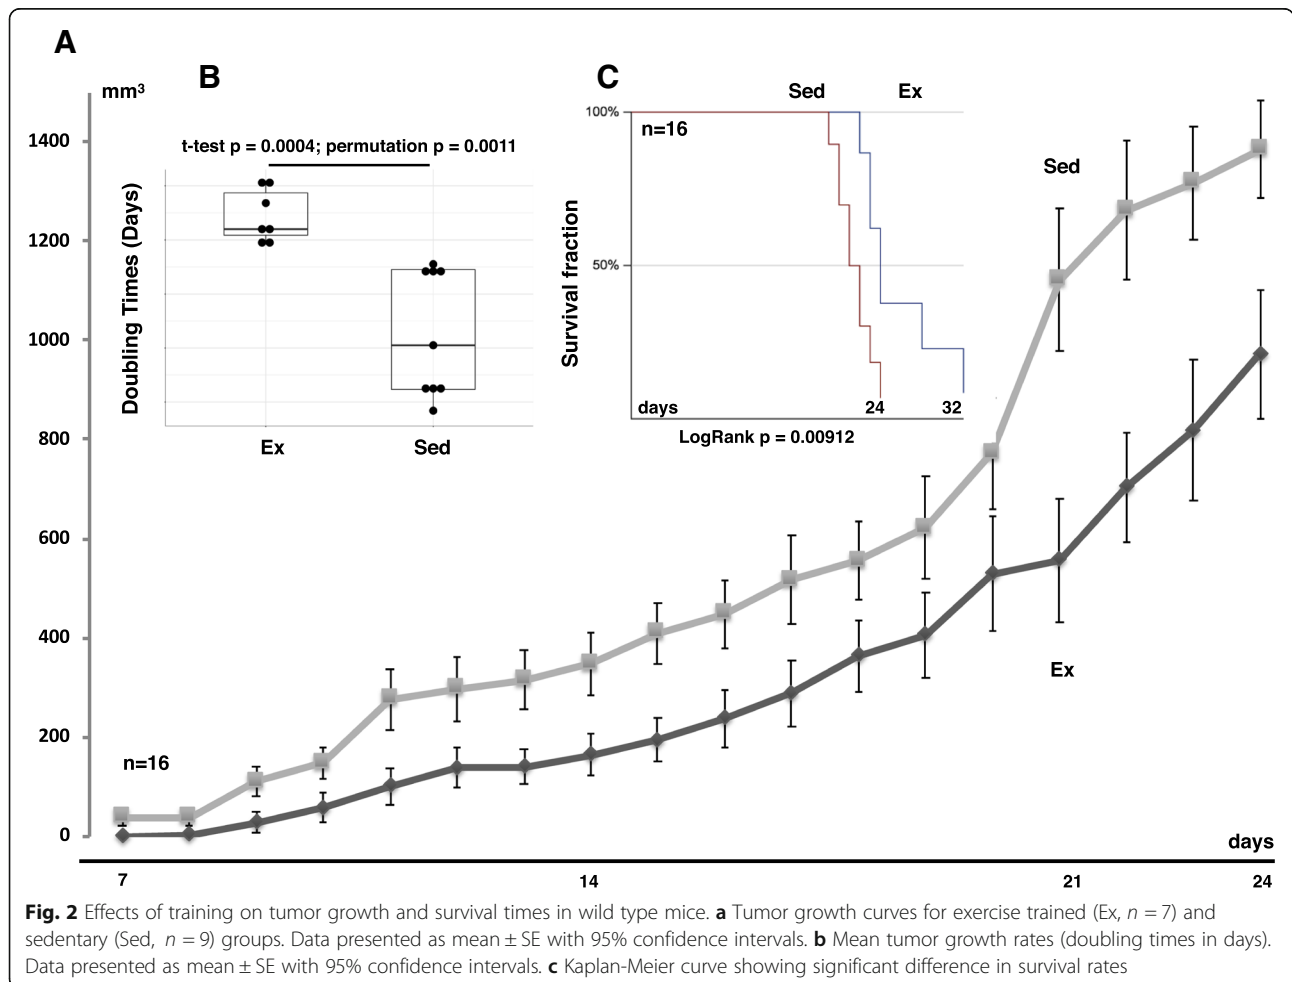 A
mm³
1400
1200
1000
800
600
400
200
0
n=16
Sed
Ex
days
7
14
21
24
B
t-test p = 0.0004; permutation p = 0.0011
Doubling Times (Days)
Ex
Sed
C
Sed
Ex
100%
n=16
50%
Survival fraction
days
24
32
LogRank p = 0.00912
Fig. 2 Effects of training on tumor growth and survival times in wild type mice. a Tumor growth curves for exercise trained (Ex, n = 7) and
sedentary (Sed, n = 9) groups. Data presented as mean ± SE with 95% confidence intervals. b Mean tumor growth rates (doubling times in days).
Data presented as mean ± SE with 95% confidence intervals. c Kaplan-Meier curve showing significant difference in survival rates